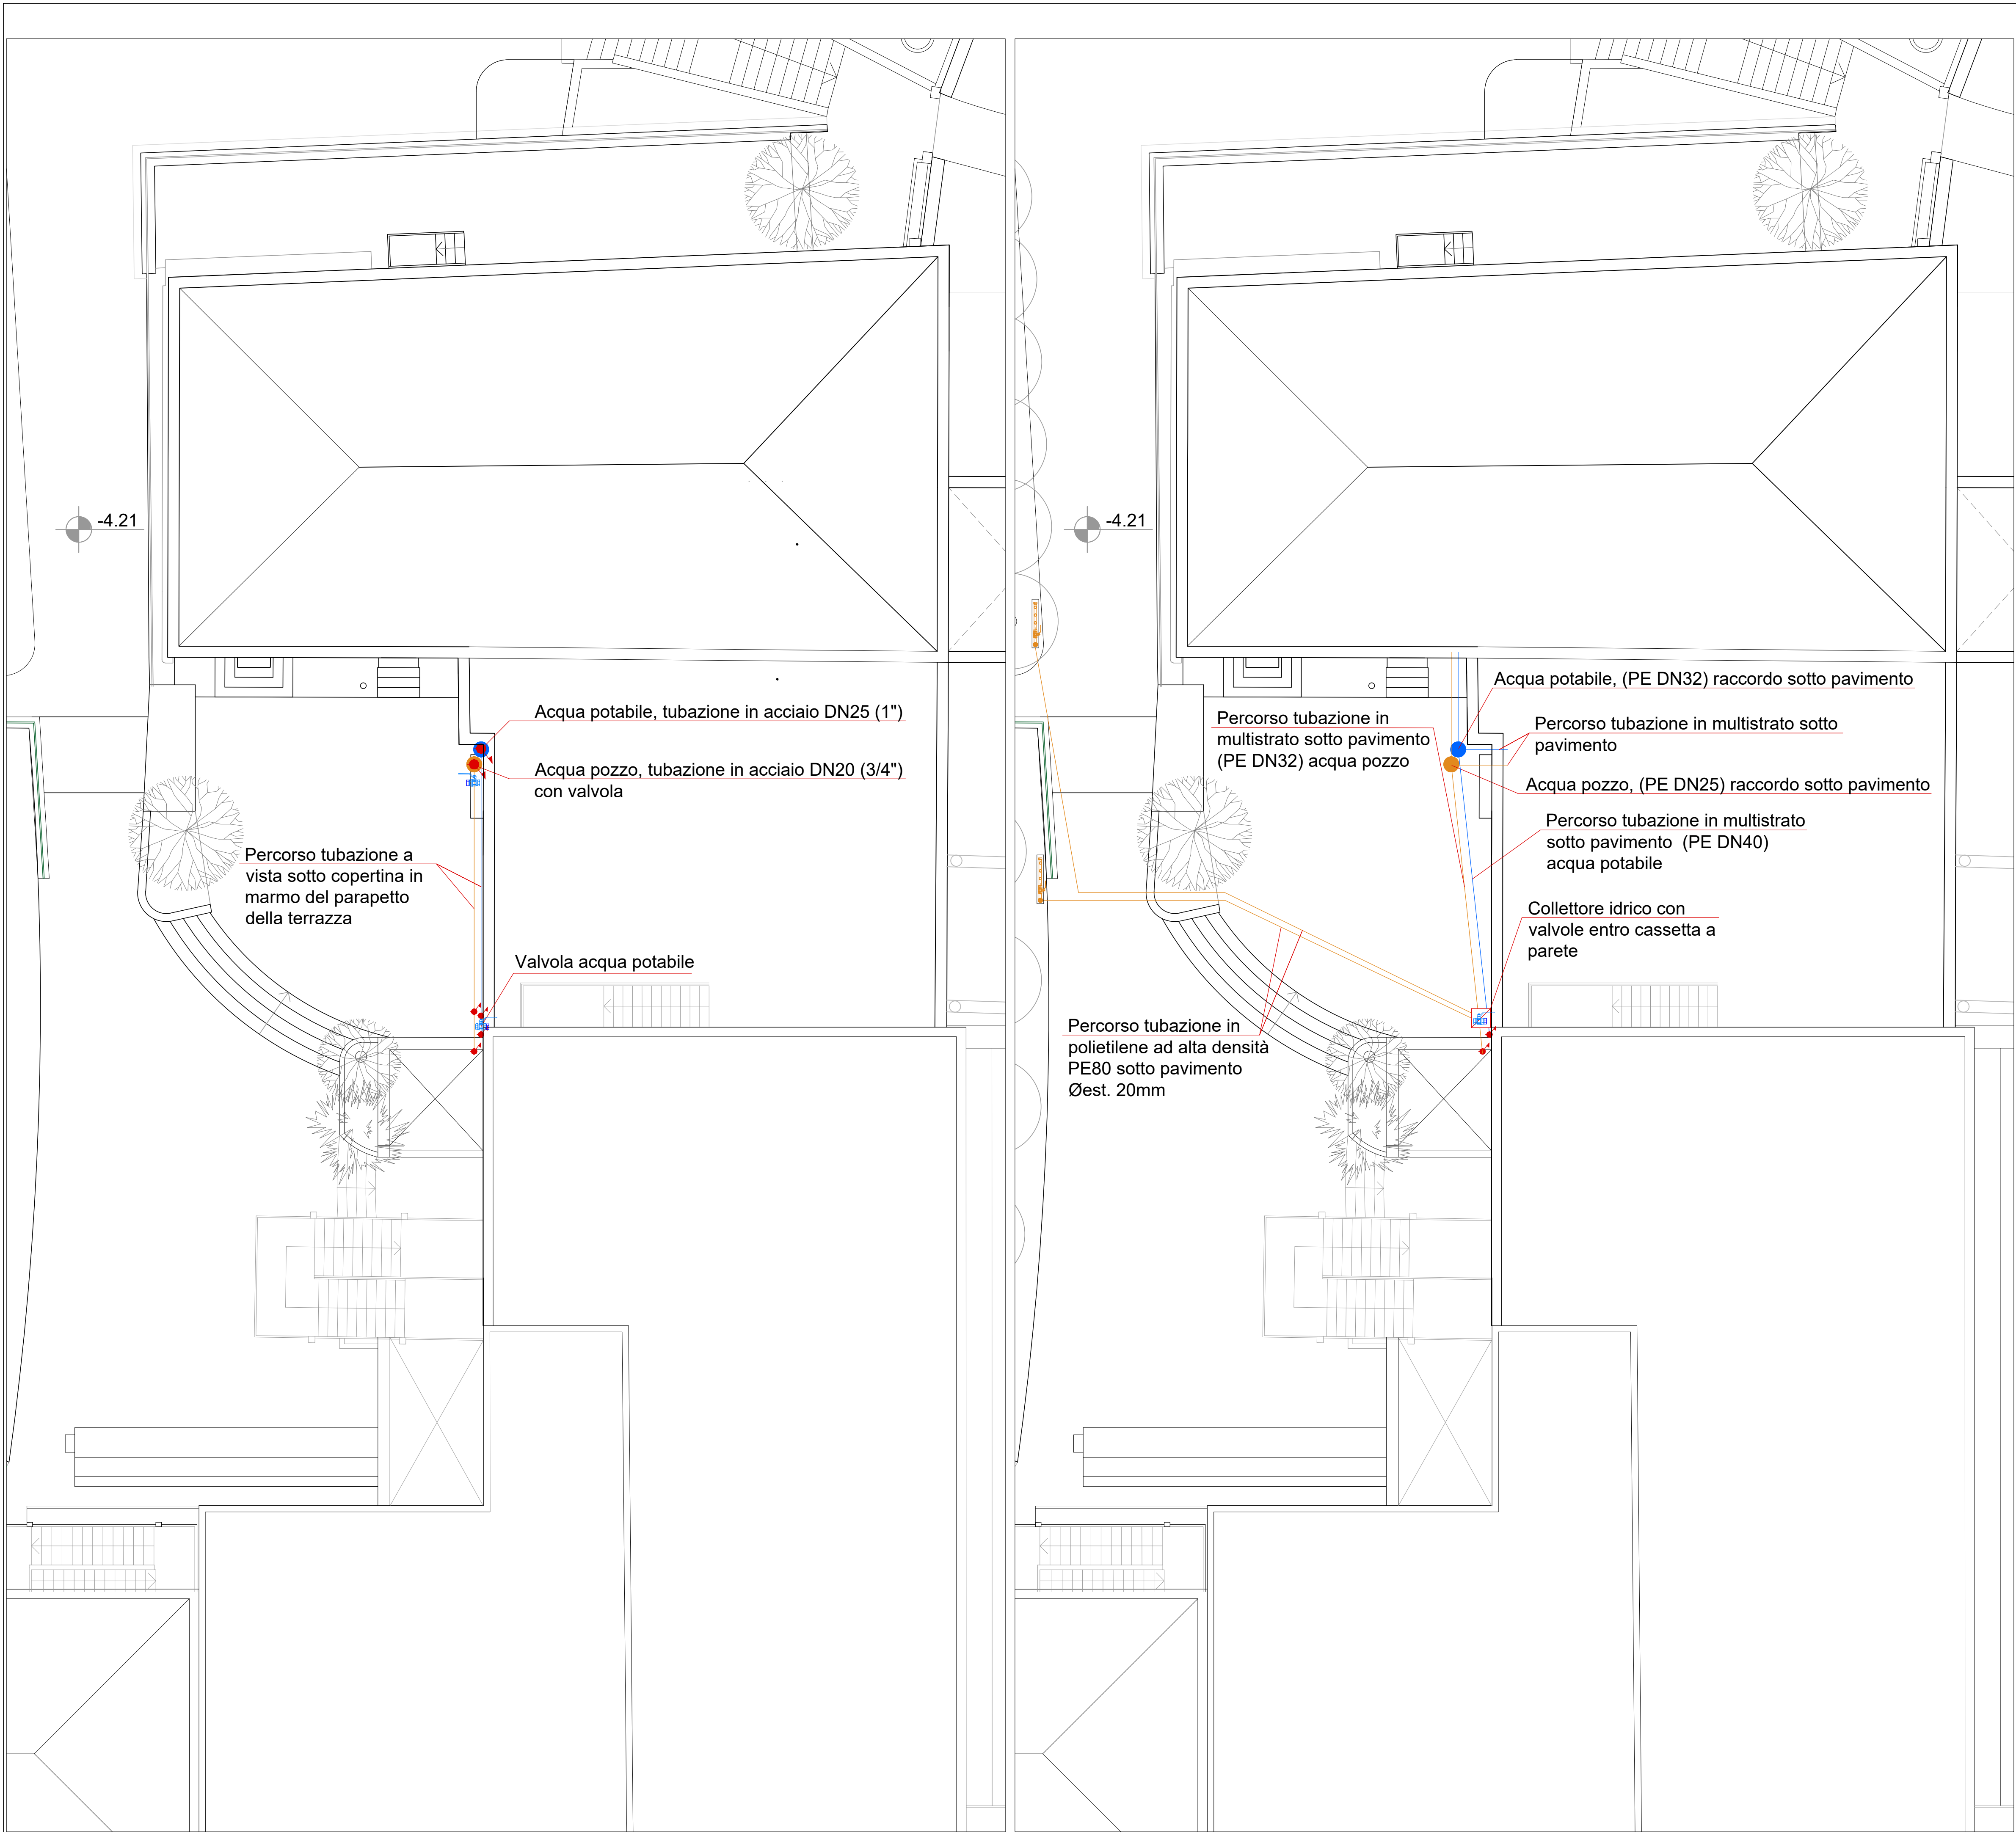 -4.21
Acqua potabile, tubazione in acciaio DN25 (1")
Acqua pozzo, tubazione in acciaio DN20 (3/4")
con valvola
Percorso tubazione a
vista sotto copertina in
marmo del parapetto
della terrazza
Valvola acqua potabile
-4.21
Acqua potabile, (PE DN32) raccordo sotto pavimento
Percorso tubazione in
multistrato sotto pavimento
(PE DN32) acqua pozzo
Percorso tubazione in multistrato sotto
pavimento
Acqua pozzo, (PE DN25) raccordo sotto pavimento
Percorso tubazione in multistrato
sotto pavimento (PE DN40)
acqua potabile
Collettore idrico con
valvole entro cassetta a
parete
Percorso tubazione in
polietilene ad alta densità
PE80 sotto pavimento
Øest. 20mm